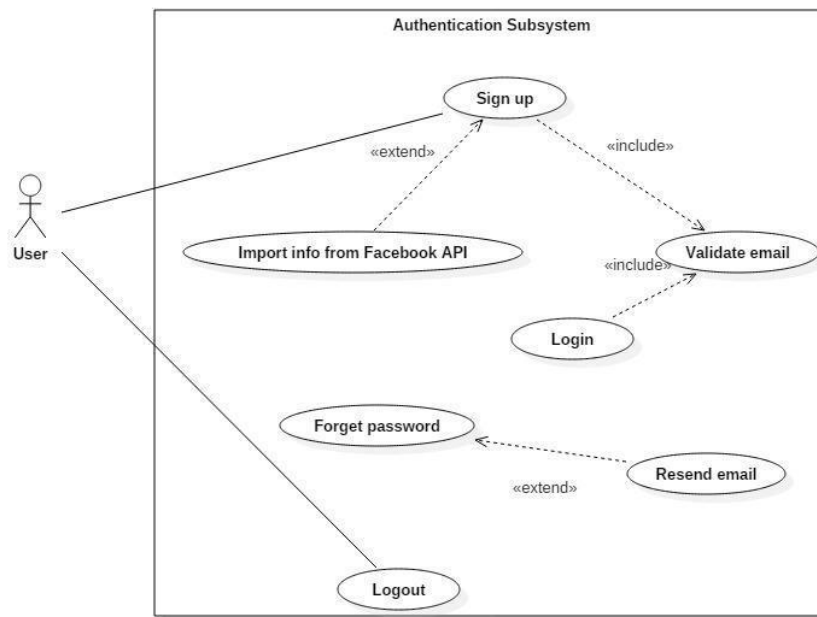 Authentication Subsystem
Sign up
«extend»
«include»
User
Import info from Facebook API
Validate email
«include»
Login
Forget password
Resend email
«extend»
Logout